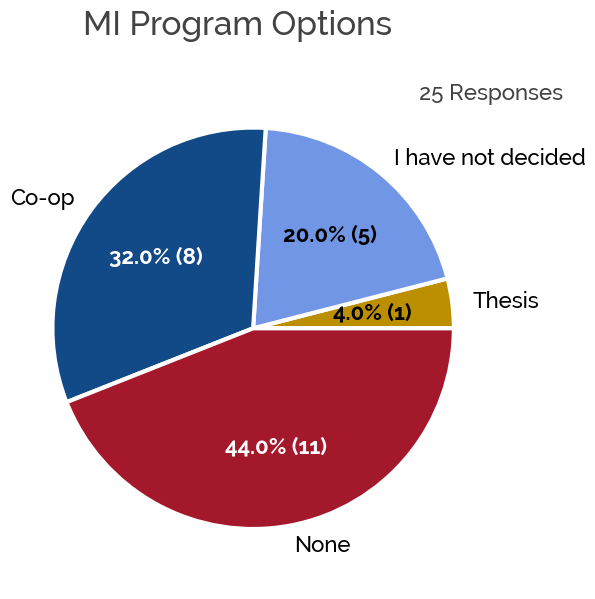 MI Program Options
25 Responses
I have not decided
Co-op
20.0% (5)
32.0% (8)
Thesis
4.0% (1)
44.0% (11)
None